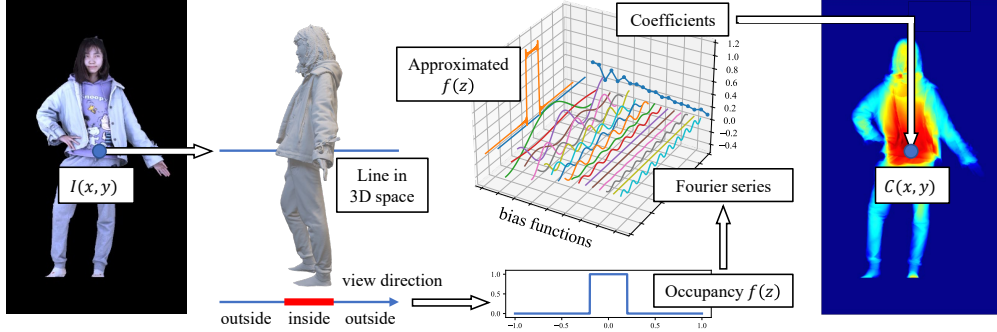 Coefficients
Approximated
f(z)
1.2
1.0
0.8
0.6
0.4
0.2
0.0
−0.2
−0.4
I(x, y)
Line in
3D space
Fourier series
C(x, y)
bias functions
view direction
outside inside outside
1.0
0.5
0.0
−1.0 −0.5 0.0 0.5 1.0
Occupancy f(z)